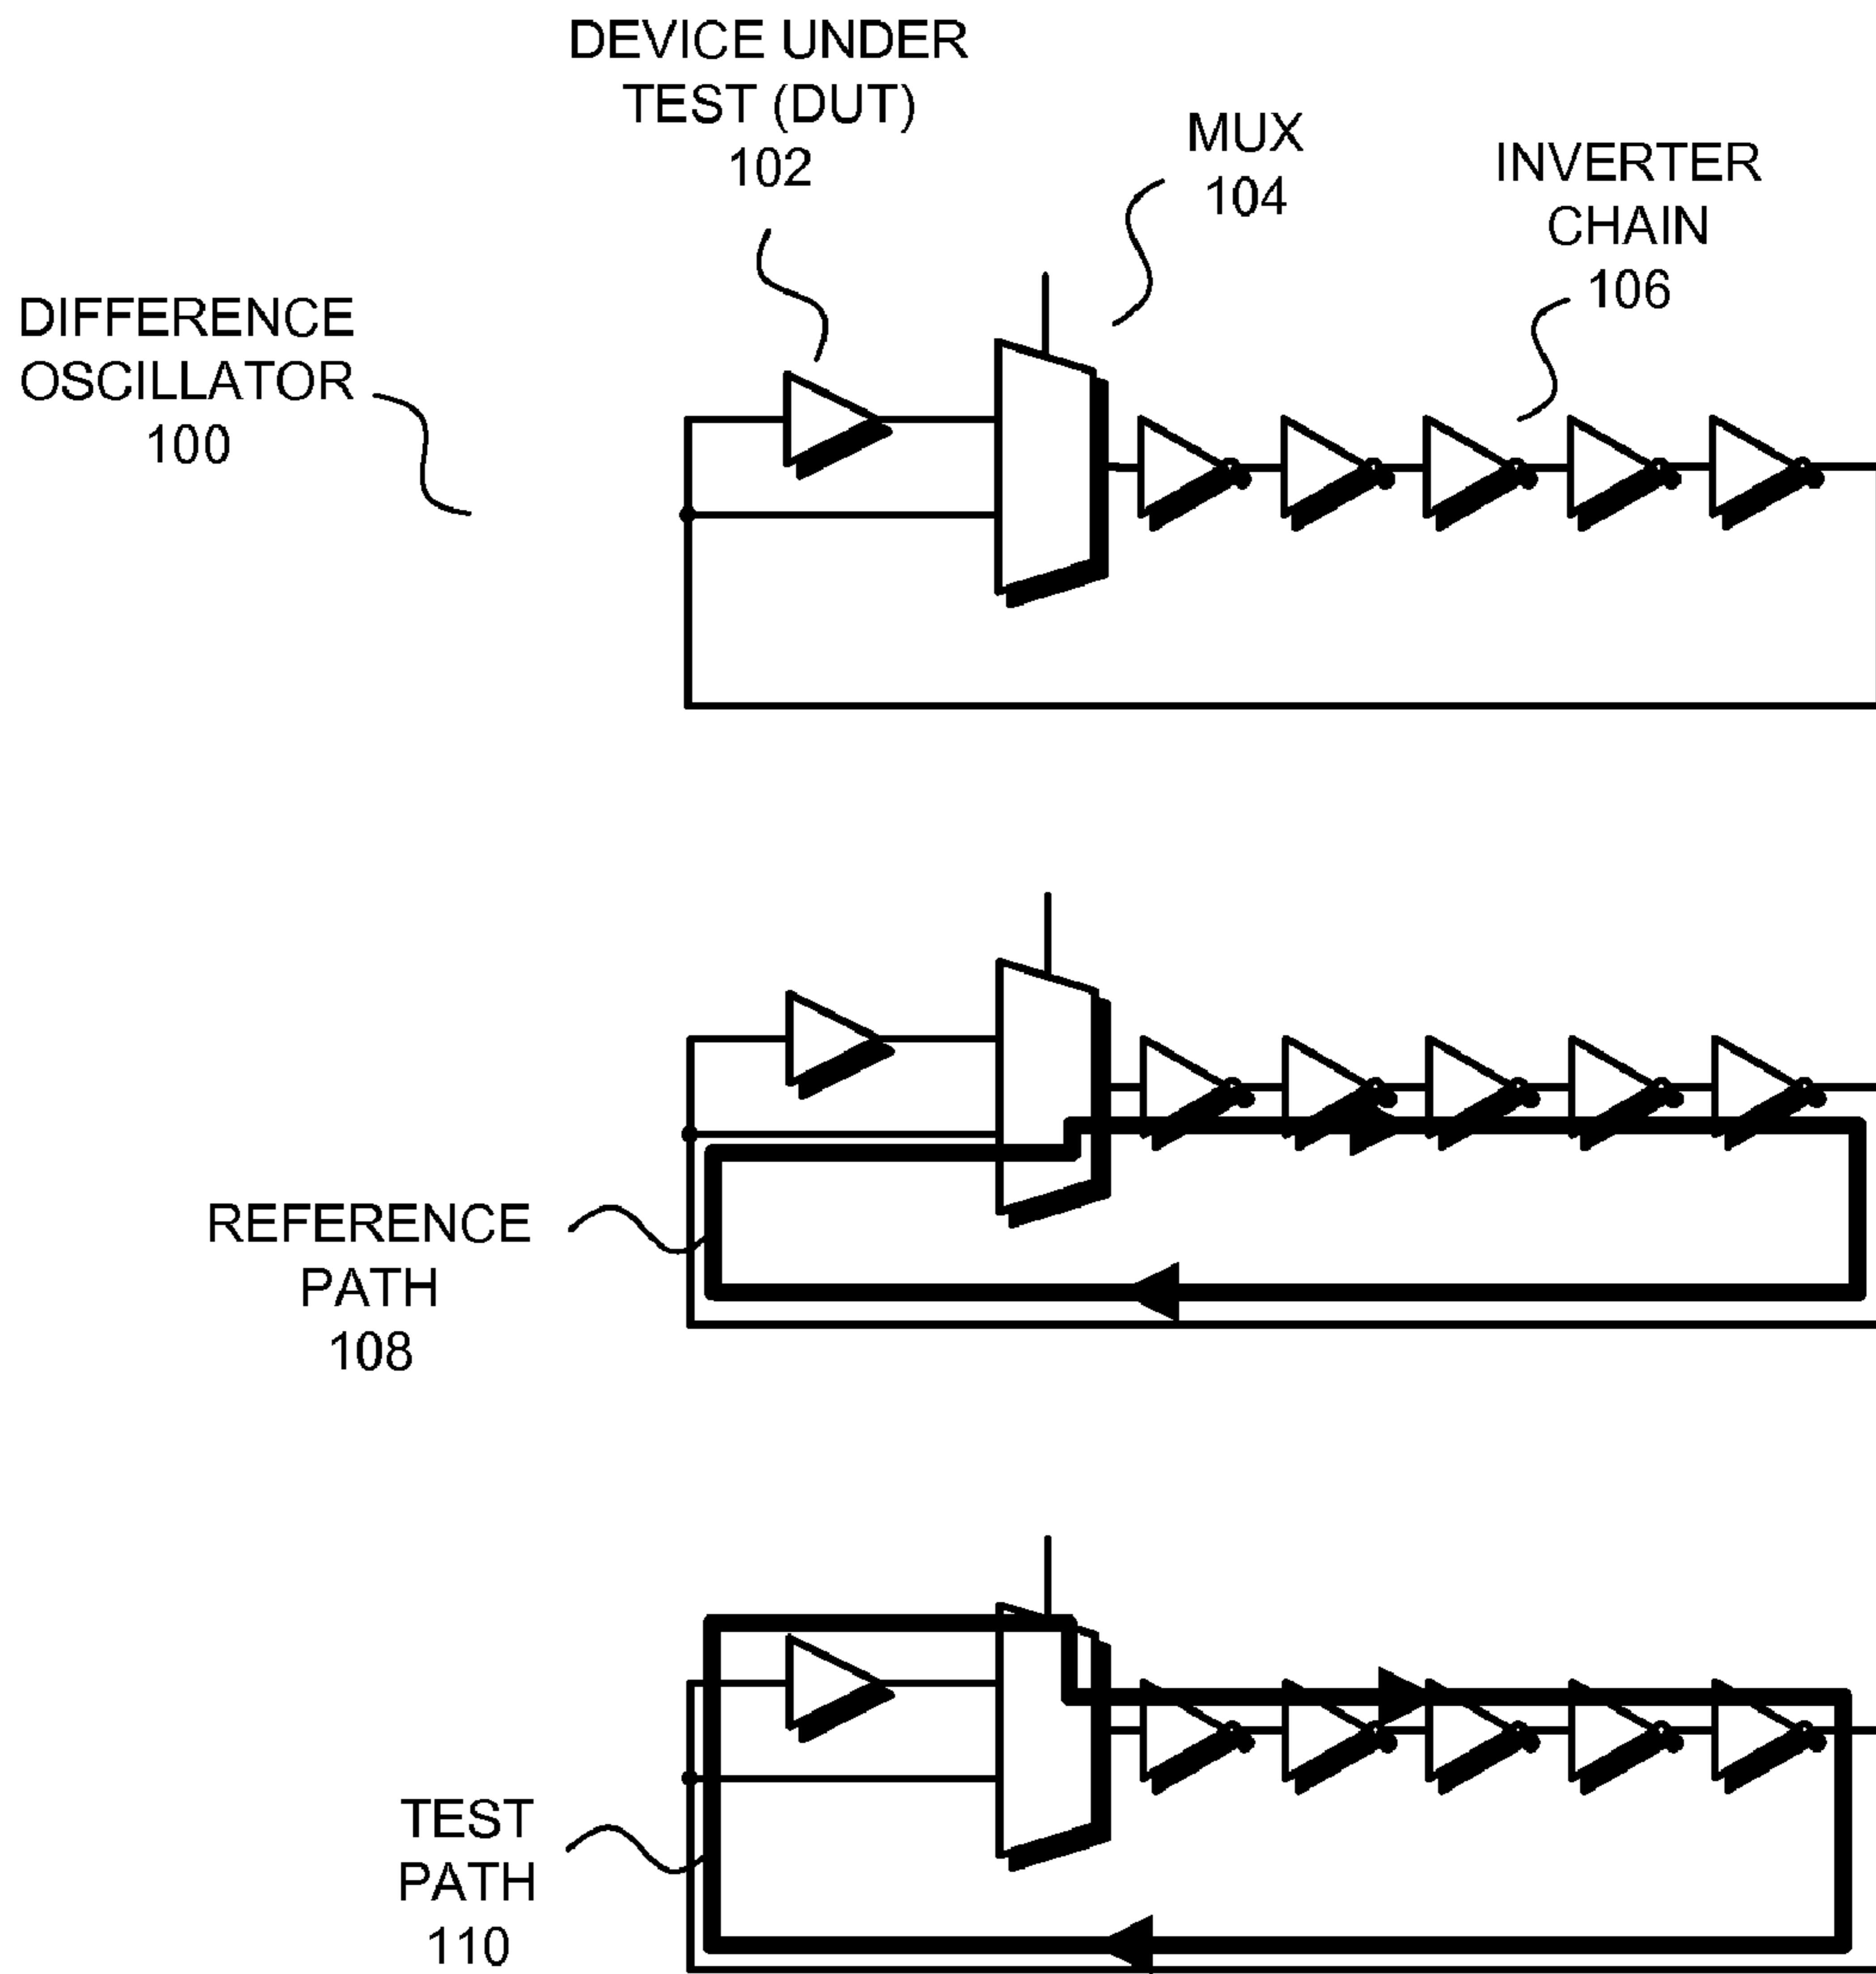 DEVICE UNDER
TEST (DUT)
102
MUX
104
INVERTER
CHAIN
106
DIFFERENCE
OSCILLATOR
100
REFERENCE
PATH
108
TEST
PATH
110